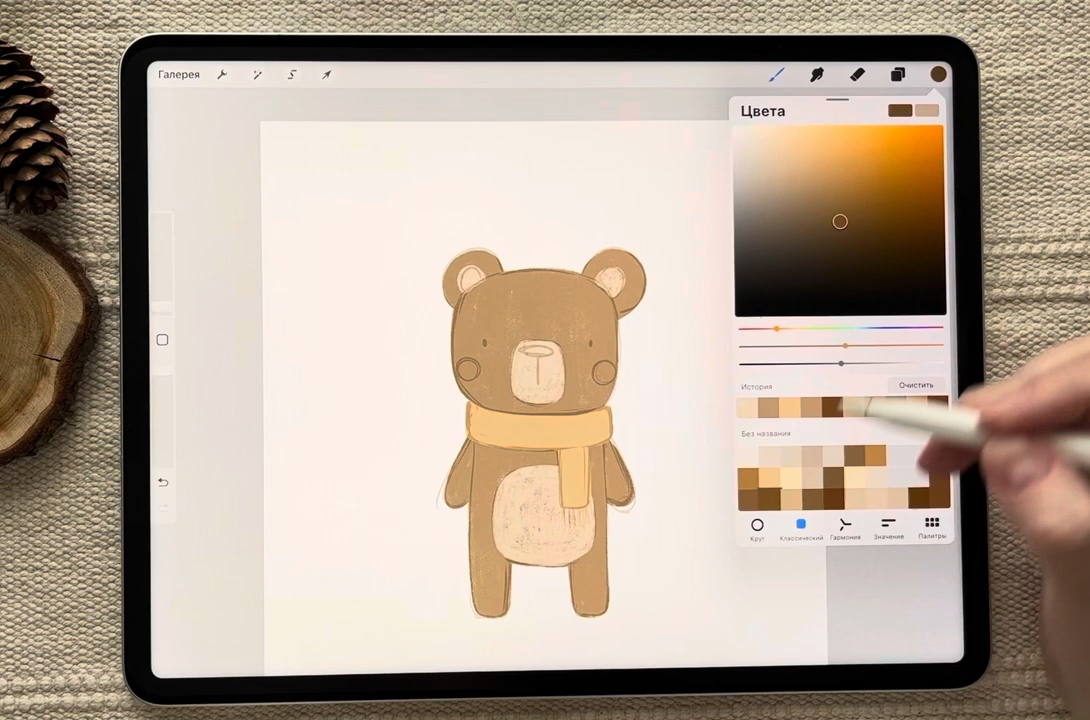 Галерея
Цвета
История
Очистить
Без названия
Круг
Классический
Гармония
Значение
Палитры